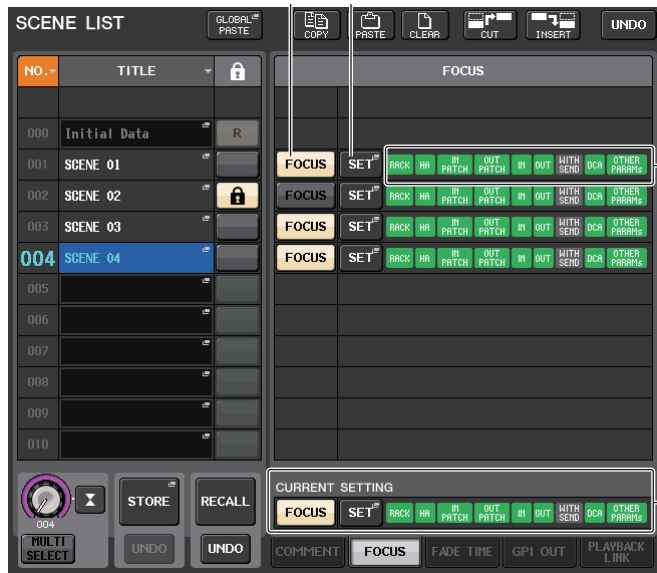 SCENE LIST
GLOBAL PASTE
COPY
PASTE
CLEAR
CUT
INSERT
UNDO
NO.
TITLE
FOCUS
000 Initial Data R
001 SCENE 01 FOCUS SET RACK HA IN PATCH OUT PATCH IN OUT WITH SEND DCA OTHER PARAMs
002 SCENE 02 FOCUS SET RACK HA IN PATCH OUT PATCH IN OUT WITH SEND DCA OTHER PARAMs
003 SCENE 03 FOCUS SET RACK HA IN PATCH OUT PATCH IN OUT WITH SEND DCA OTHER PARAMs
004 SCENE 04 FOCUS SET RACK HA IN PATCH OUT PATCH IN OUT WITH SEND DCA OTHER PARAMs
005
006
007
008
009
010
004
MULTI SELECT
STORE
UNDO
RECALL
UNDO
CURRENT SETTING
FOCUS SET RACK HA IN PATCH OUT PATCH IN OUT WITH SEND DCA OTHER PARAMs
COMMENT
FOCUS
FADE TIME
GPI OUT
PLAYBACK LINK